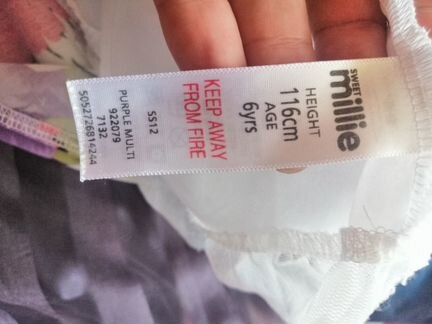 SWEET
millie
HEIGHT
116cm
AGE
6yrs
KEEP AWAY
FROM FIRE
SS12
PURPLE MULTI
922079
7132
5052726814244